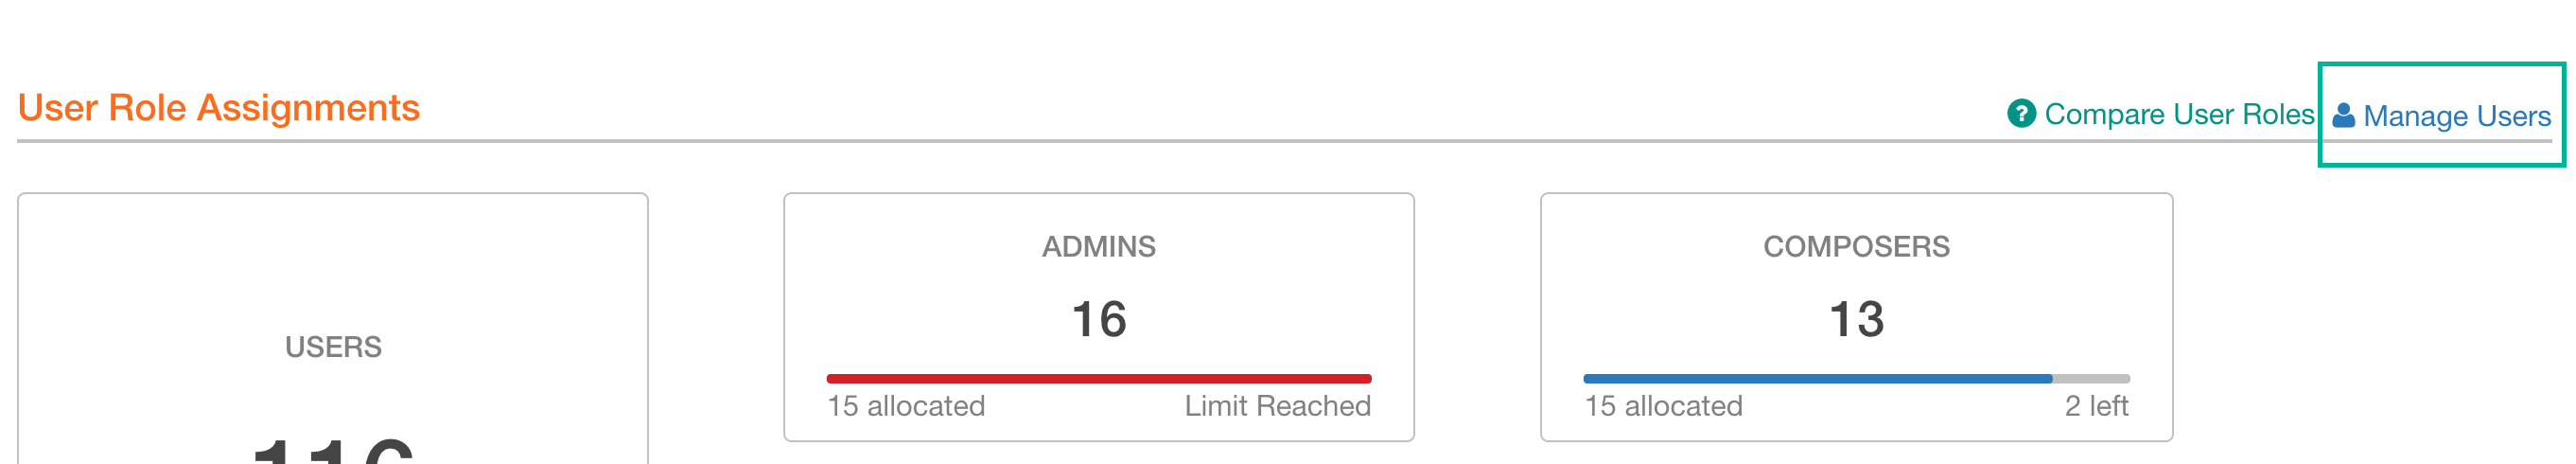 User Role Assignments
Compare User Roles
Manage Users
USERS
ADMINS
16
15 allocated
Limit Reached
COMPOSERS
13
15 allocated
2 left